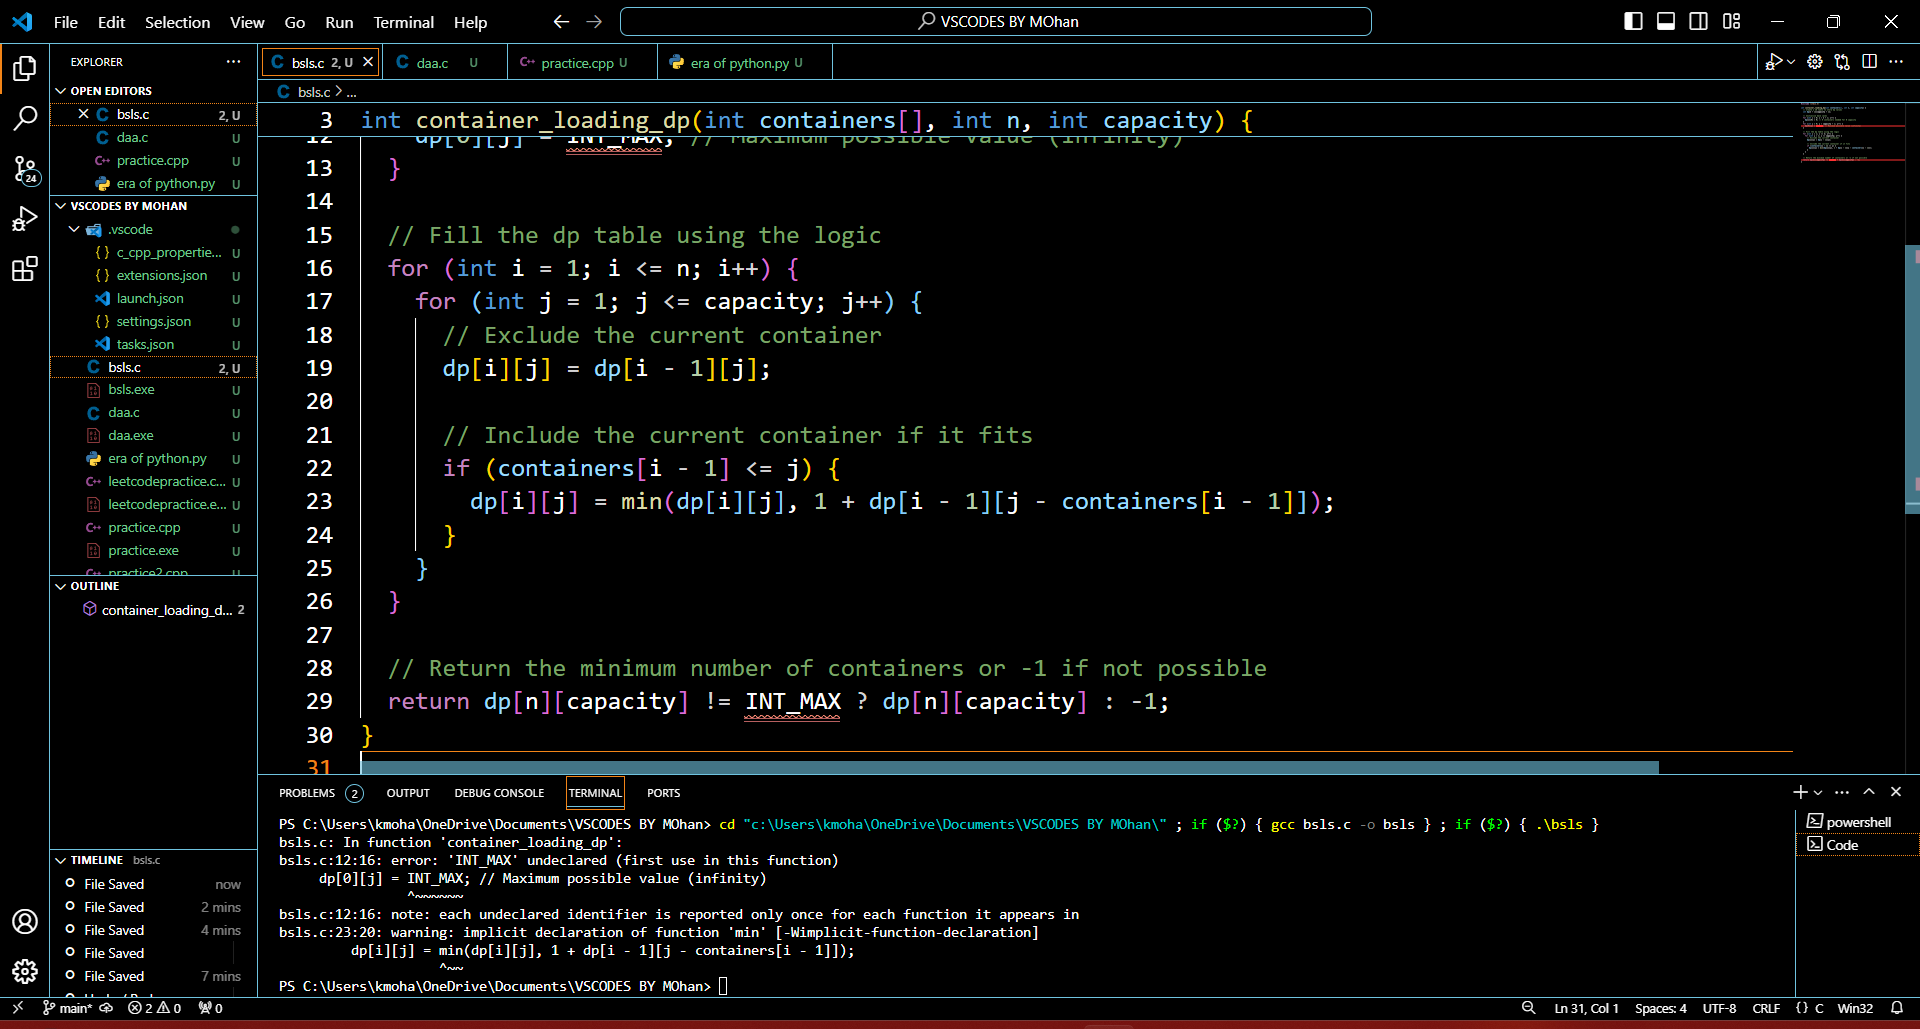 File Edit Selection View Go Run Terminal Help
VSCODES BY MOhan
EXPLORER
OPEN EDITORS
bsls.c 2, U
daa.c U
practice.cpp U
era of python.py U
VSCODES BY MOHAN
.vscode
c_cpp_propertie... U
extensions.json U
launch.json U
settings.json U
tasks.json U
bsls.c 2, U
bsls.exe U
daa.c U
daa.exe U
era of python.py U
leetcodepractice.c... U
leetcodepractice.e... U
practice.cpp U
practice.exe U
practice2.cpp U
OUTLINE
container_loading_d... 2
TIMELINE bsls.c
File Saved now
File Saved 2 mins
File Saved 4 mins
File Saved
File Saved 7 mins
24
bsls.c 2, U
daa.c U
practice.cpp U
era of python.py U
bsls.c > ...
3 int container_loading_dp(int containers[], int n, int capacity) {
12 dp[0][j] = INT_MAX; // Maximum possible value (infinity)
13 }
14
15 // Fill the dp table using the logic
16 for (int i = 1; i <= n; i++) {
17 for (int j = 1; j <= capacity; j++) {
18 // Exclude the current container
19 dp[i][j] = dp[i - 1][j];
20
21 // Include the current container if it fits
22 if (containers[i - 1] <= j) {
23 dp[i][j] = min(dp[i][j], 1 + dp[i - 1][j - containers[i - 1]]);
24 }
25 }
26 }
27
28 // Return the minimum number of containers or -1 if not possible
29 return dp[n][capacity] != INT_MAX ? dp[n][capacity] : -1;
30 }
31
PROBLEMS 2 OUTPUT DEBUG CONSOLE TERMINAL PORTS
PS C:\Users\kmoha\OneDrive\Documents\VSCODES BY MOhan> cd "c:\Users\kmoha\OneDrive\Documents\VSCODES BY MOhan\" ; if ($?) { gcc bsls.c -o bsls } ; if ($?) { .\bsls }
bsls.c: In function 'container_loading_dp':
bsls.c:12:16: error: 'INT_MAX' undeclared (first use in this function)
dp[0][j] = INT_MAX; // Maximum possible value (infinity)
^~~~~~~
bsls.c:12:16: note: each undeclared identifier is reported only once for each function it appears in
bsls.c:23:20: warning: implicit declaration of function 'min' [-Wimplicit-function-declaration]
dp[i][j] = min(dp[i][j], 1 + dp[i - 1][j - containers[i - 1]]);
^~~
PS C:\Users\kmoha\OneDrive\Documents\VSCODES BY MOhan>
powershell
Code
main* 2 0 0
Ln 31, Col 1 Spaces: 4 UTF-8 CRLF {} C Win32